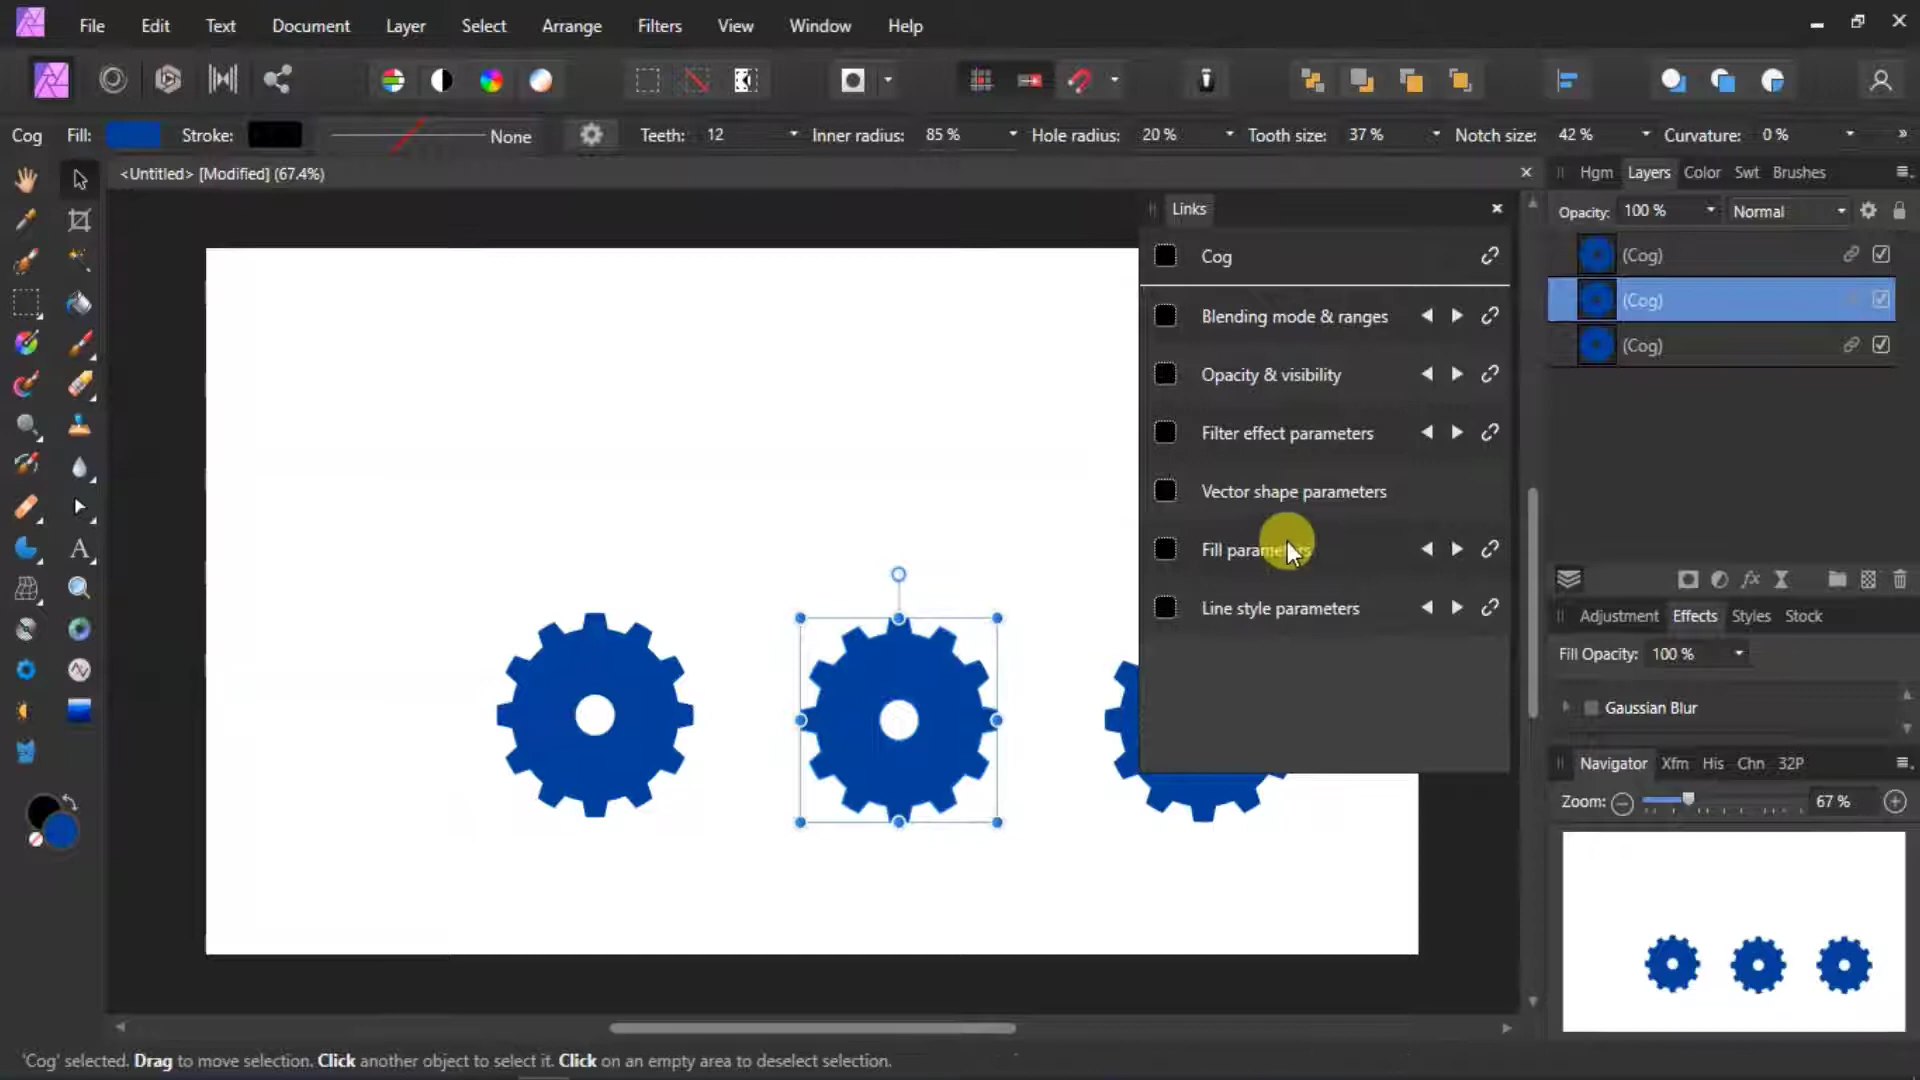 File Edit Text Document Layer Select Arrange Filters View Window Help
Cog Fill: Stroke: None Teeth: 12 Inner radius: 85 % Hole radius: 20 % Tooth size: 37 % Notch size: 42 % Curvature: 0 %
<Untitled> [Modified] (67.4%)
Links
Cog
Blending mode & ranges
Opacity & visibility
Filter effect parameters
Vector shape parameters
Fill parameters
Line style parameters
Hgm Layers Color Swt Brushes
Opacity: 100 % Normal
(Cog)
(Cog)
(Cog)
Adjustment Effects Styles Stock
Fill Opacity: 100 %
Gaussian Blur
Navigator Xfm His Chn 32P
Zoom: 67 %
'Cog' selected. Drag to move selection. Click another object to select it. Click on an empty area to deselect selection.